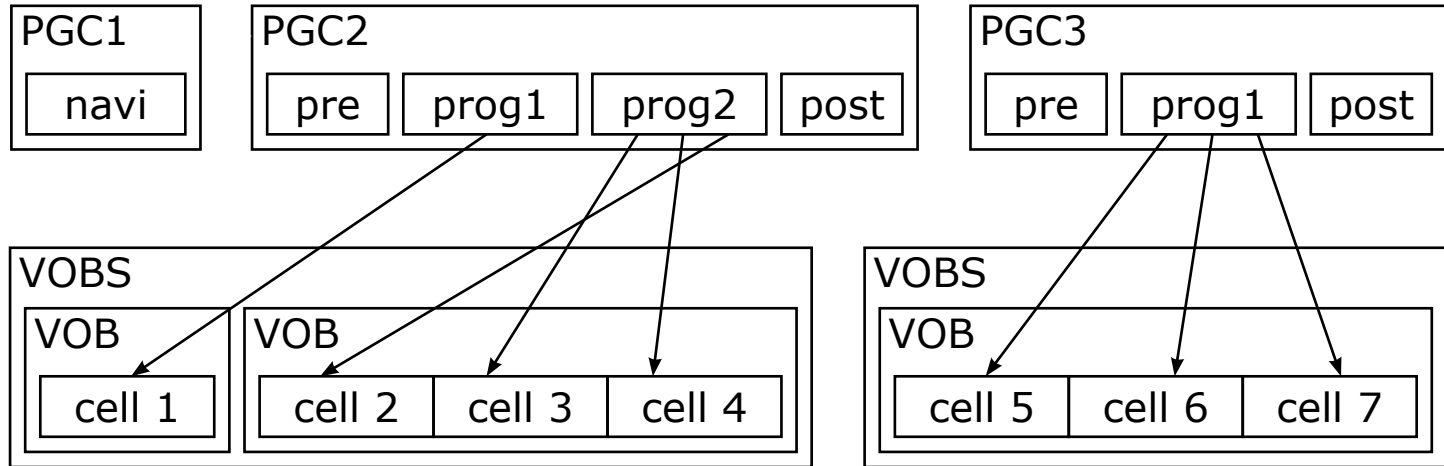 PGC1
navi
PGC2
pre prog1 prog2 post
PGC3
pre prog1 post
VOBS
VOB
cell 1
VOB
cell 2 cell 3 cell 4
VOBS
VOB
cell 5 cell 6 cell 7